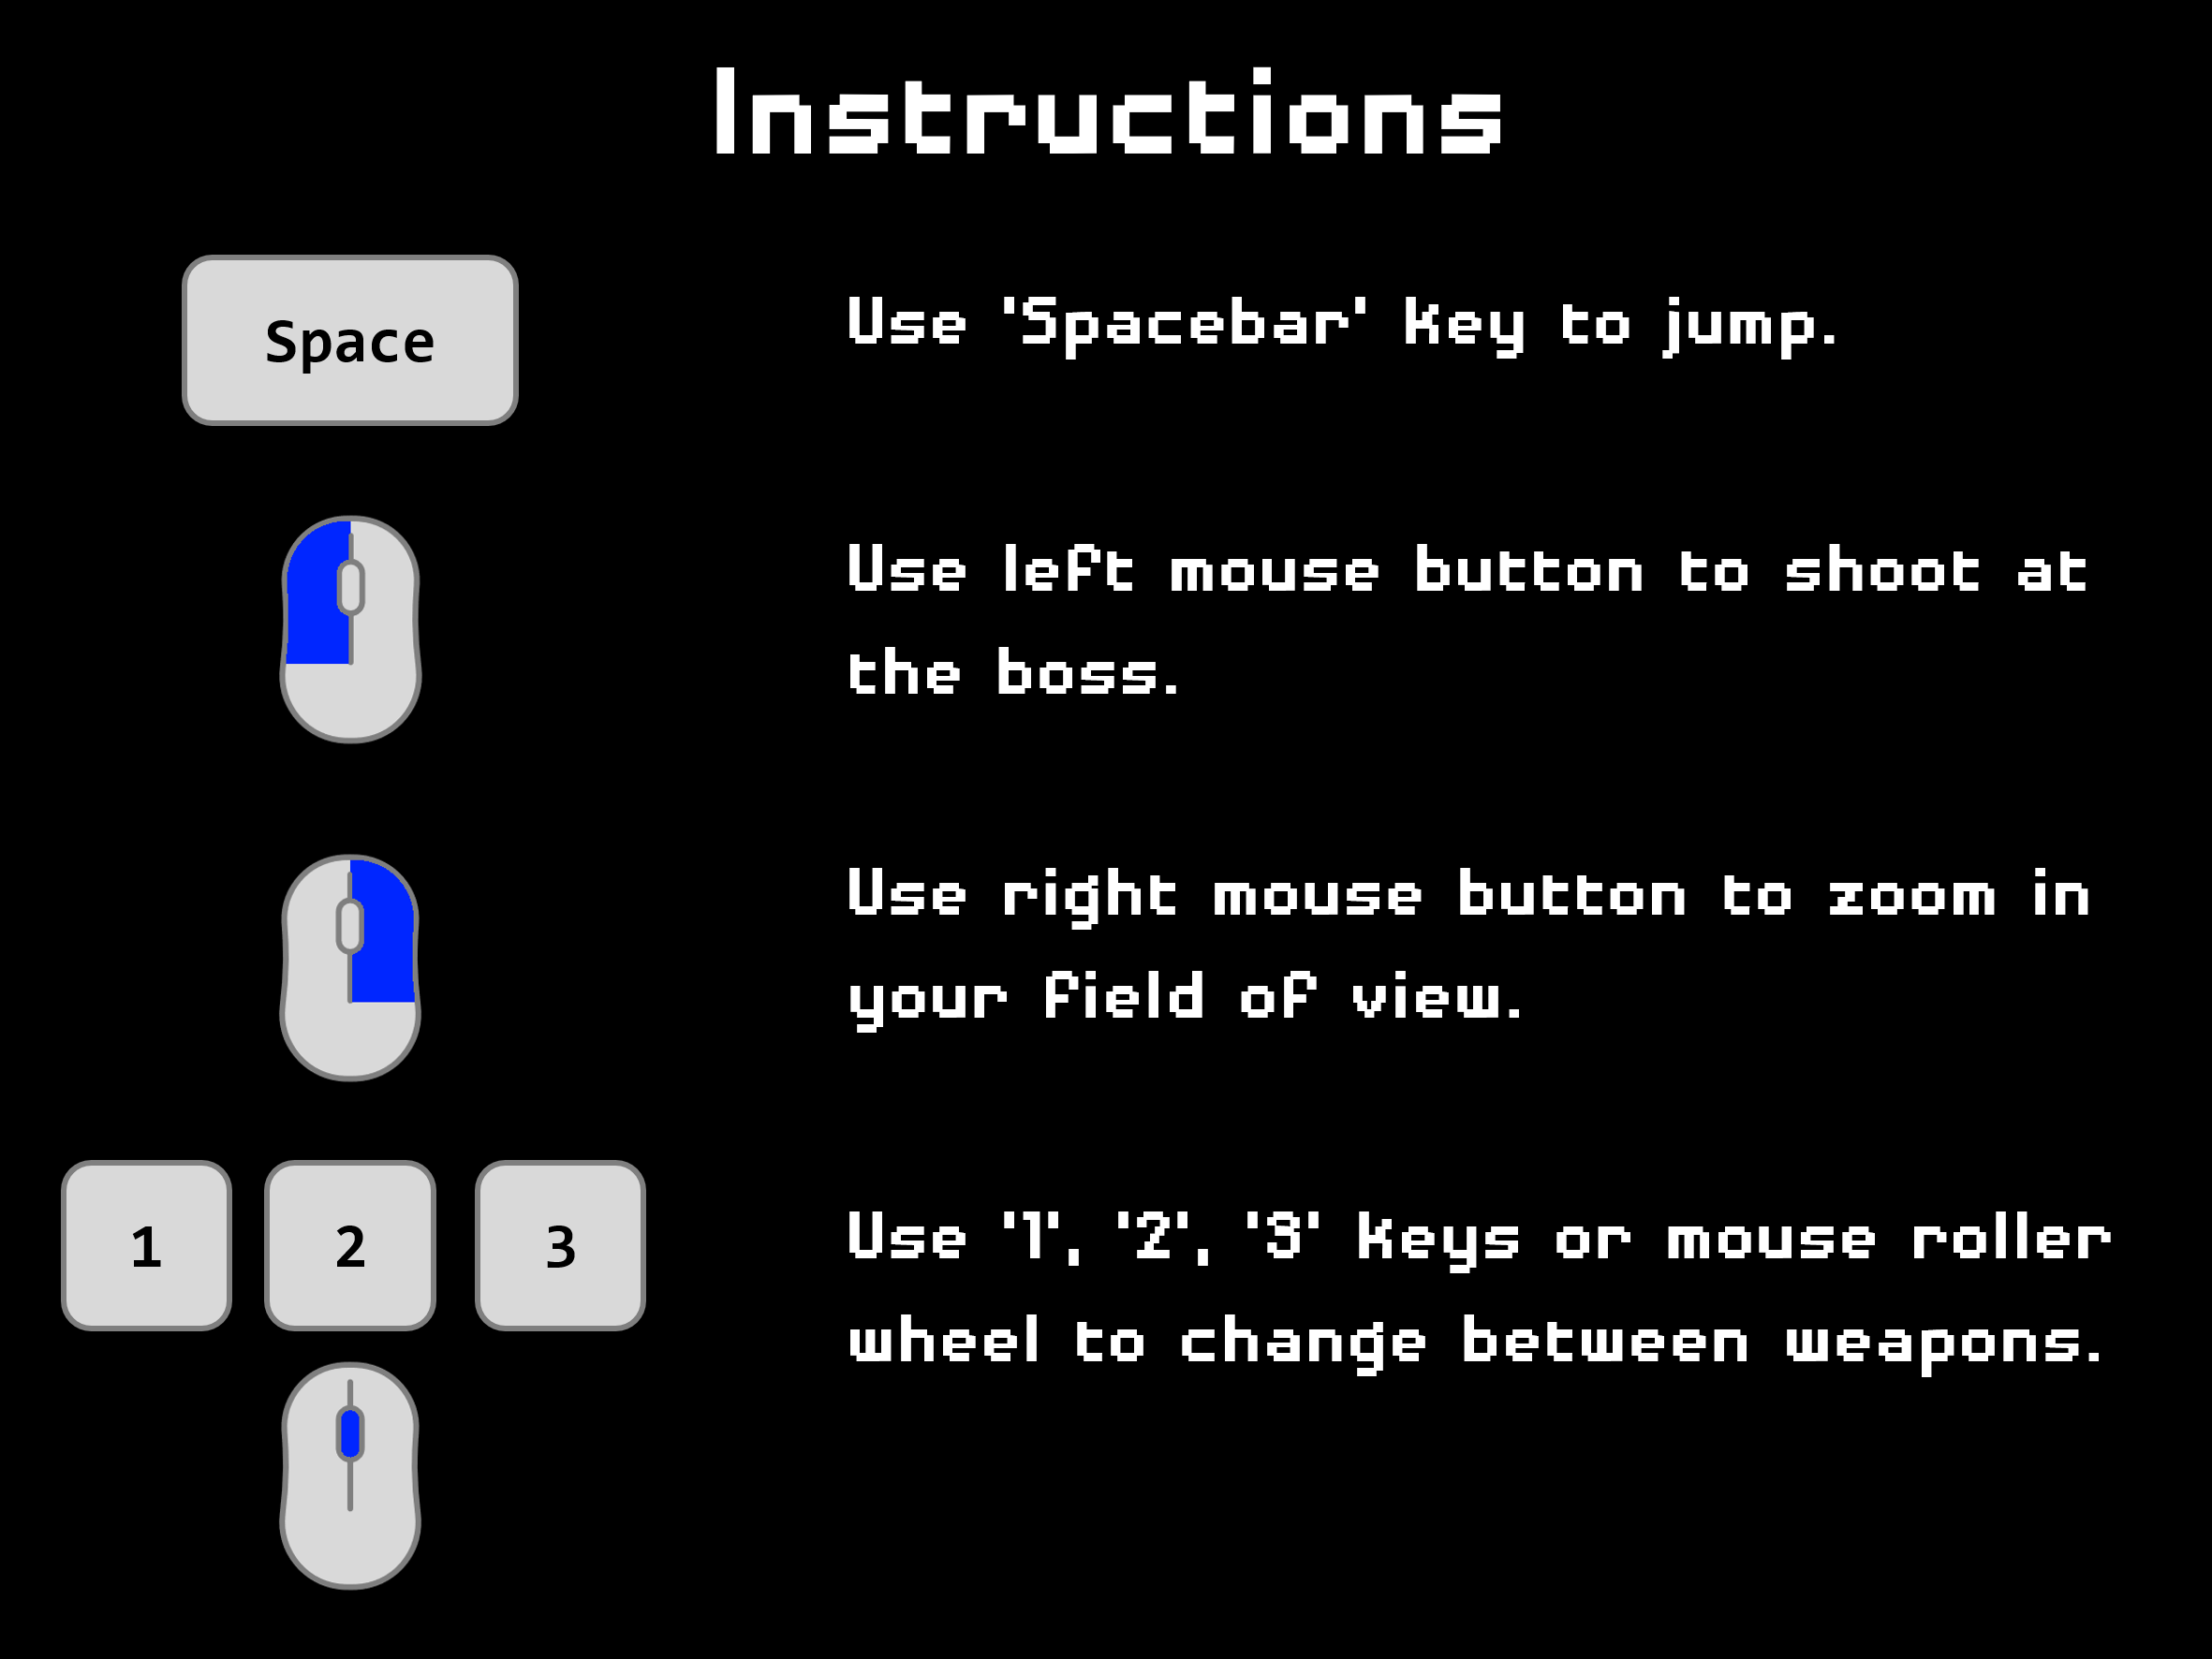 Instructions
Space
Use 'Spacebar' key to jump.
Use left mouse button to shoot at
the boss.
Use right mouse button to zoom in
your field of view.
1 2 3
Use '1', '2', '3' keys or mouse roller
wheel to change between weapons.